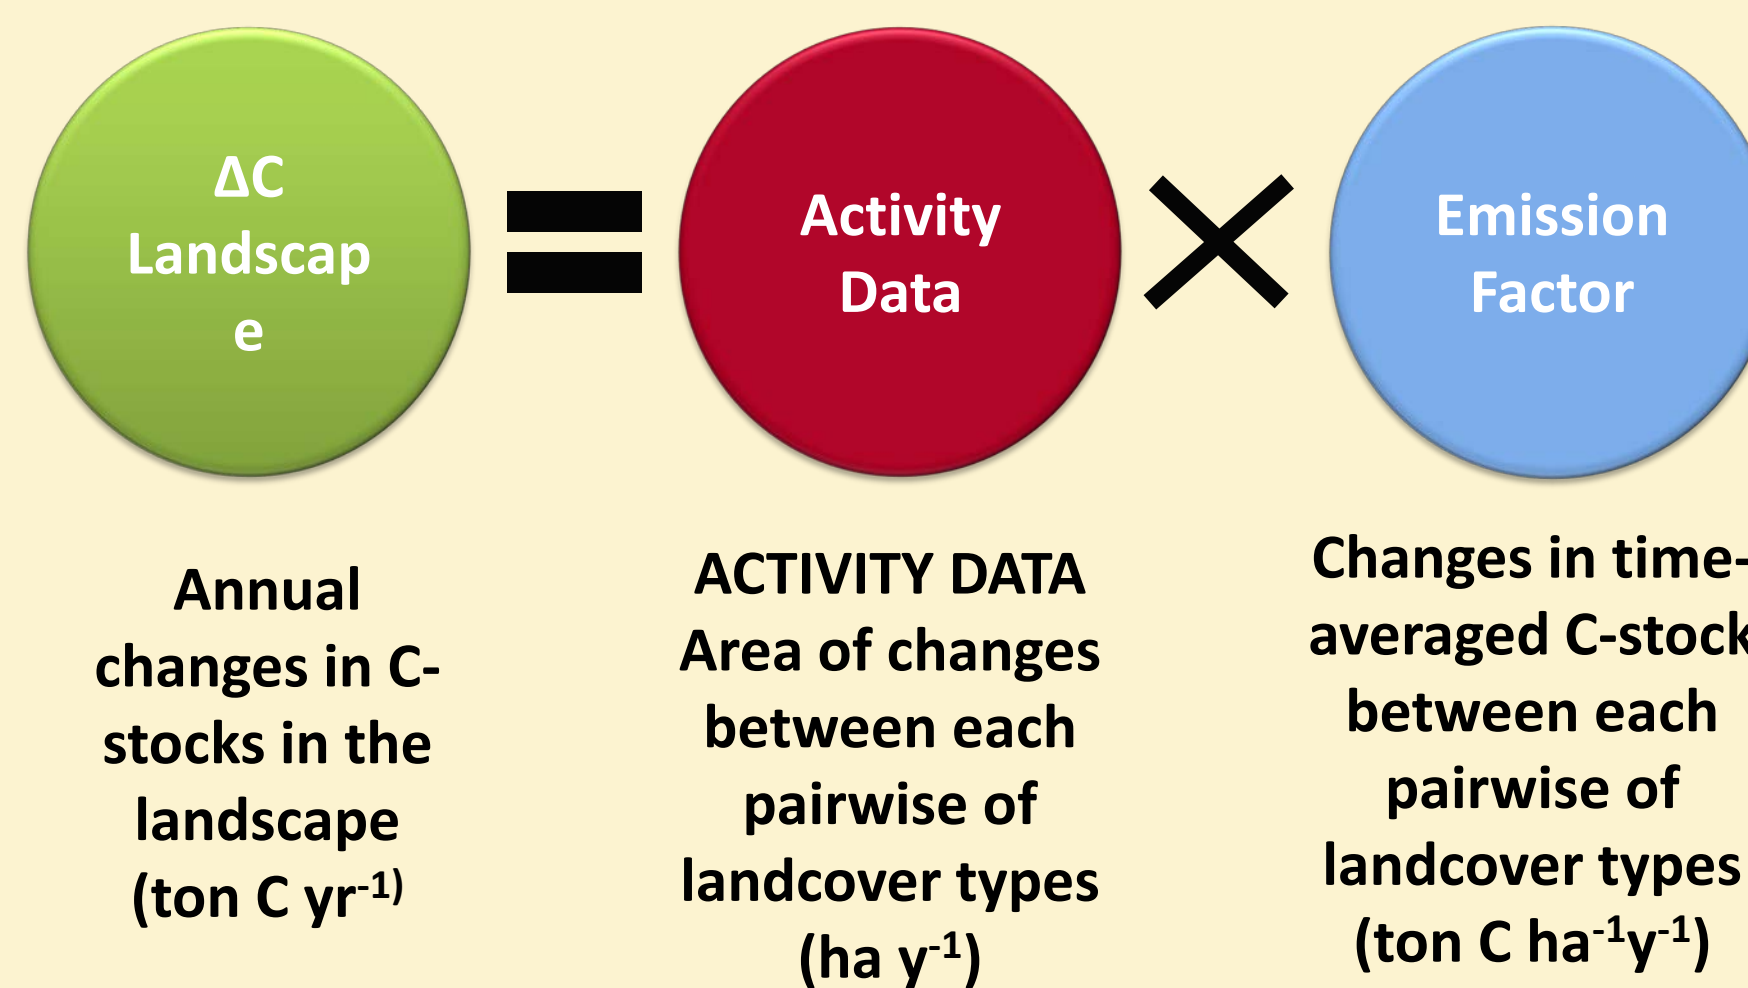 ΔC
Landscap
e
Activity
Data
Emission
Factor
Annual
changes in C-
stocks in the
landscape
(ton C yr⁻¹⁾
ACTIVITY DATA
Area of changes
between each
pairwise of
landcover types
(ha y⁻¹)
Changes in time-
averaged C-stock
between each
pairwise of
landcover types
(ton C ha⁻¹y⁻¹)